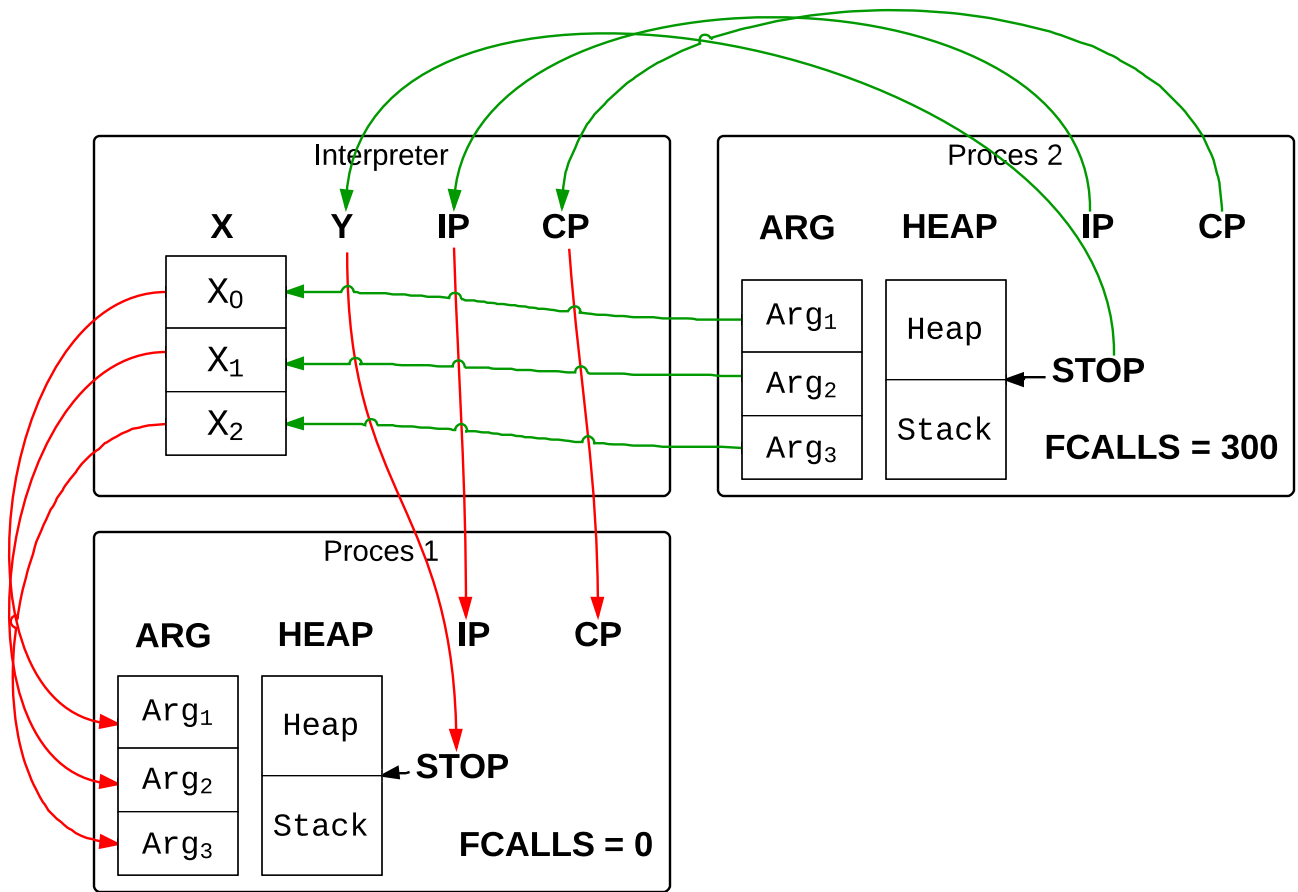 Interpreter
X Y IP CP
X0
X1
X2
Proces 2
ARG HEAP IP CP
Arg1
Arg2
Arg3
Heap
Stack
STOP
FCALLS = 300
Proces 1
ARG HEAP IP CP
Arg1
Arg2
Arg3
Heap
Stack
STOP
FCALLS = 0